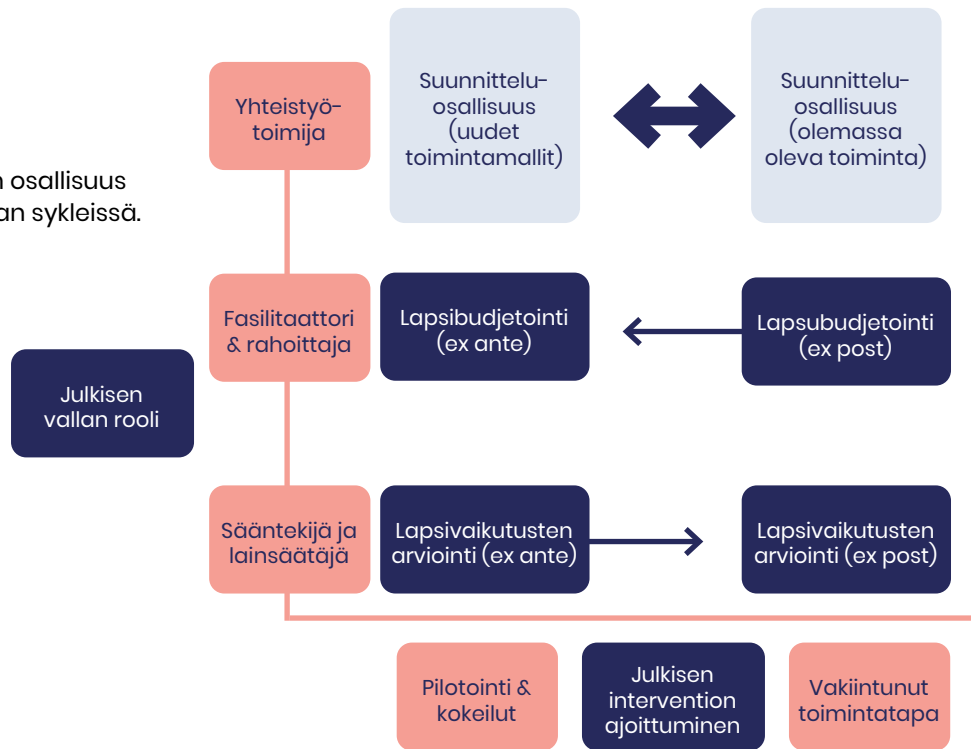 Yhteistyö-
toimija
Suunnittelu-
osallisuus
(uudet
toimintamallit)
Suunnittelu-
osallisuus
(olemassa
oleva toiminta)
osallisuus
sykleissä.
Fasilitaattori
& rahoittaja
Lapsibudjetointi
(ex ante)
Lapsubudjetointi
(ex post)
Julkisen
vallan rooli
Sääntekijä ja
lainsäätäjä
Lapsivaikutusten
arviointi (ex ante)
Lapsivaikutusten
arviointi (ex post)
Pilotointi &
kokeilut
Julkisen
intervention
ajoittuminen
Vakiintunut
toimintatapa